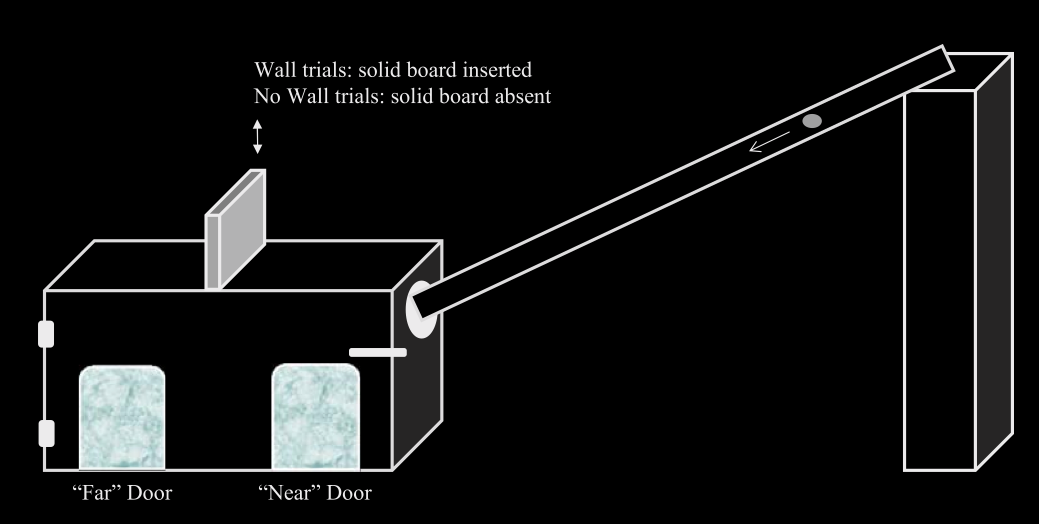 Wall trials: solid board inserted
No Wall trials: solid board absent
“Far” Door
“Near” Door